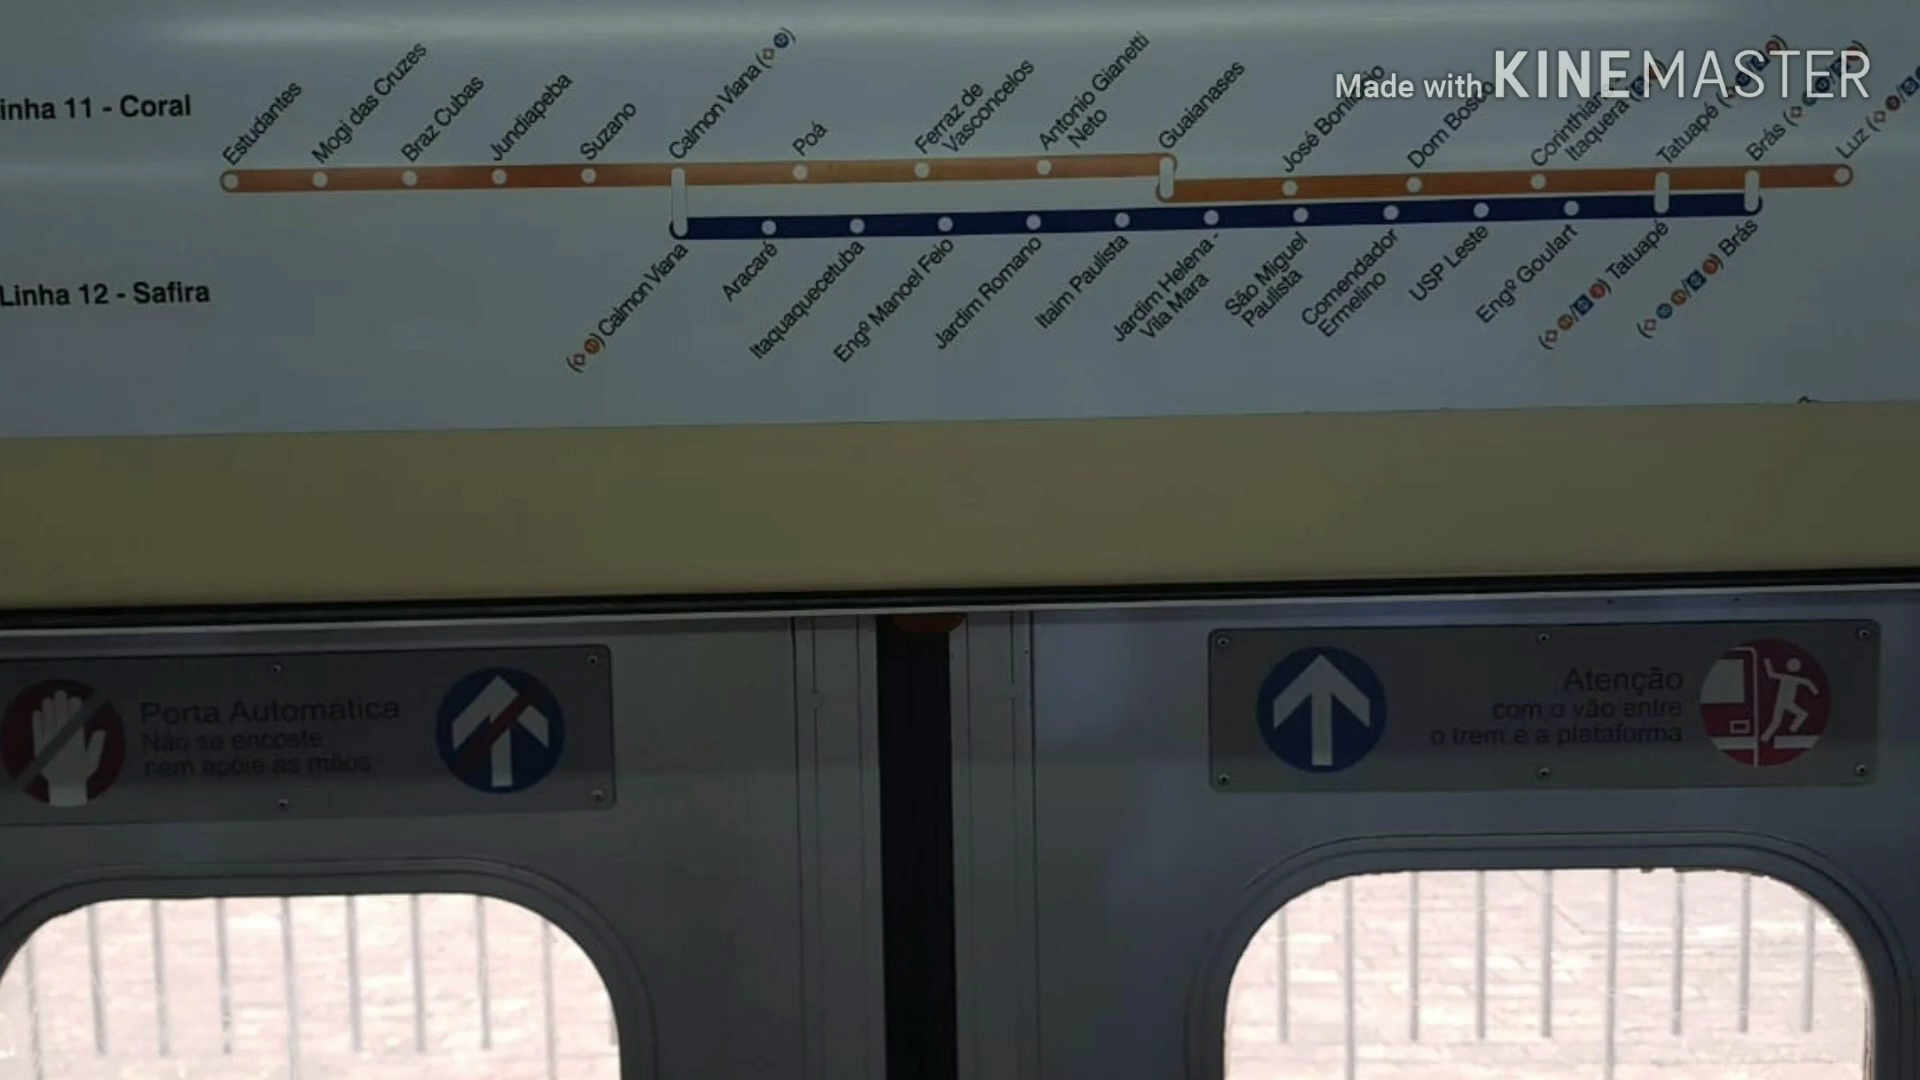 Made with KINEMASTER
inha 11 - Coral
Estudantes
Mogi das Cruzes
Braz Cubas
Jundiapeba
Suzano
Calmon Viana
Poá
Ferraz de
Vasconcelos
Antonio Gianetti
Neto
Guaianases
José Bonifácio
Dom Bosco
Corinthians
Itaquera
Tatuapé
Brás
Luz
Linha 12 - Safira
Calmon Viana
Aracaré
Itaquaquecetuba
Engº Manoel Feio
Jardim Romano
Itaim Paulista
Jardim Helena -
Vila Mara
São Miguel
Paulista
Comendador
Ermelino
USP Leste
Engº Goulart
Tatuapé
Brás
Porta Automática
Não se encoste
nem apóie as mãos
Atenção
com o vão entre
o trem e a plataforma